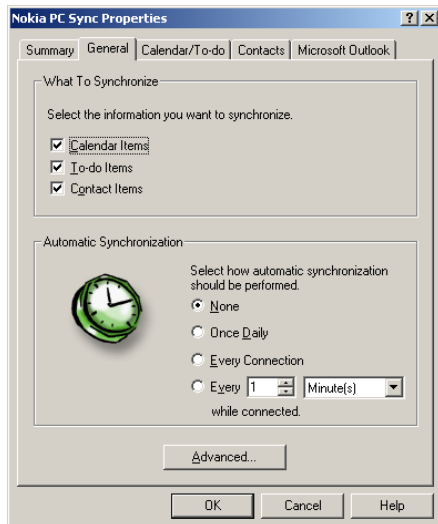 Nokia PC Sync Properties
Summary General Calendar/To-do Contacts Microsoft Outlook
What To Synchronize
Select the information you want to synchronize.
Calendar Items
To-do Items
Contact Items
Automatic Synchronization
Select how automatic synchronization
should be performed.
None
Once Daily
Every Connection
Every 1 Minute(s)
while connected.
Advanced...
OK Cancel Help